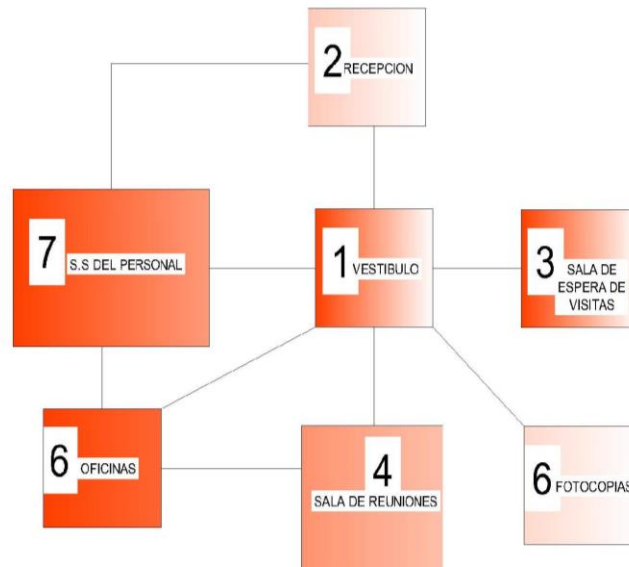 2 RECEPCION
7 S.S DEL PERSONAL
1 VESTIBULO
3 SALA DE
ESPERA DE
VISITAS
6 OFICINAS
4
SALA DE REUNIONES
6 FOTOCOPIAS